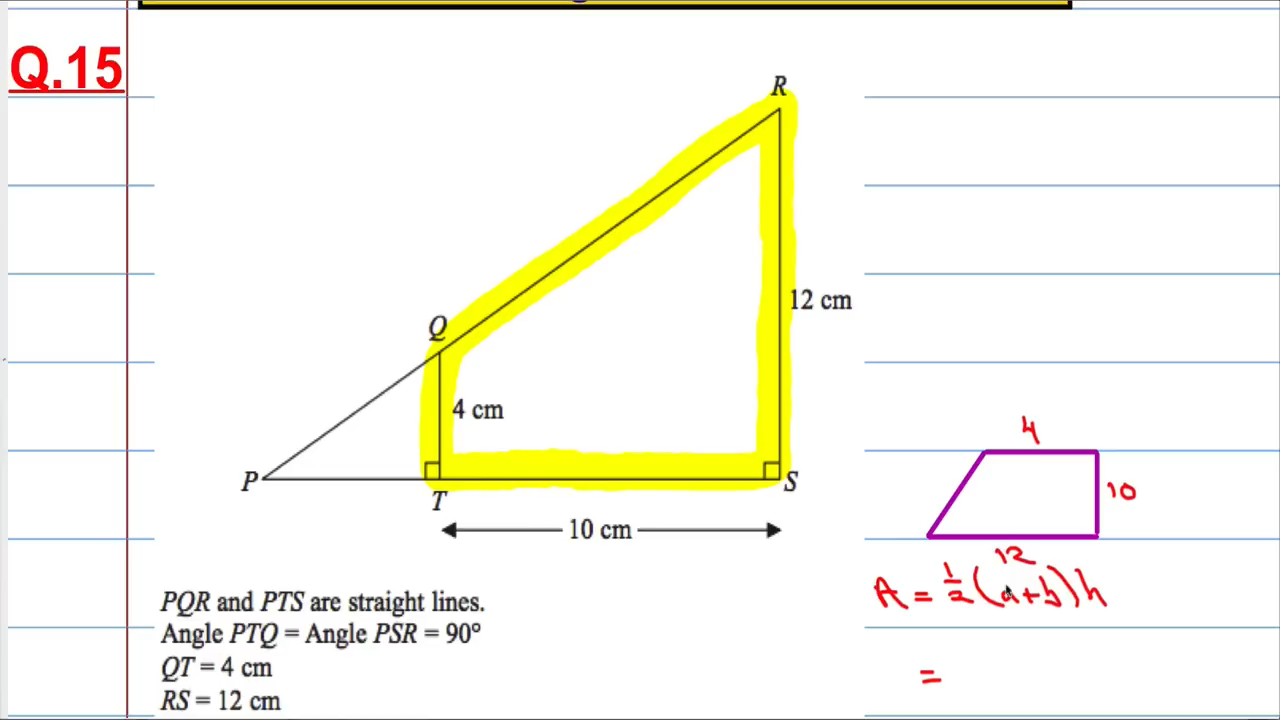 Q.15
R
12 cm
Q
4 cm
P
T
S
10 cm
4
10
12
A = 1/2 (a+b)h
=
PQR and PTS are straight lines.
Angle PTQ = Angle PSR = 90°
QT = 4 cm
RS = 12 cm